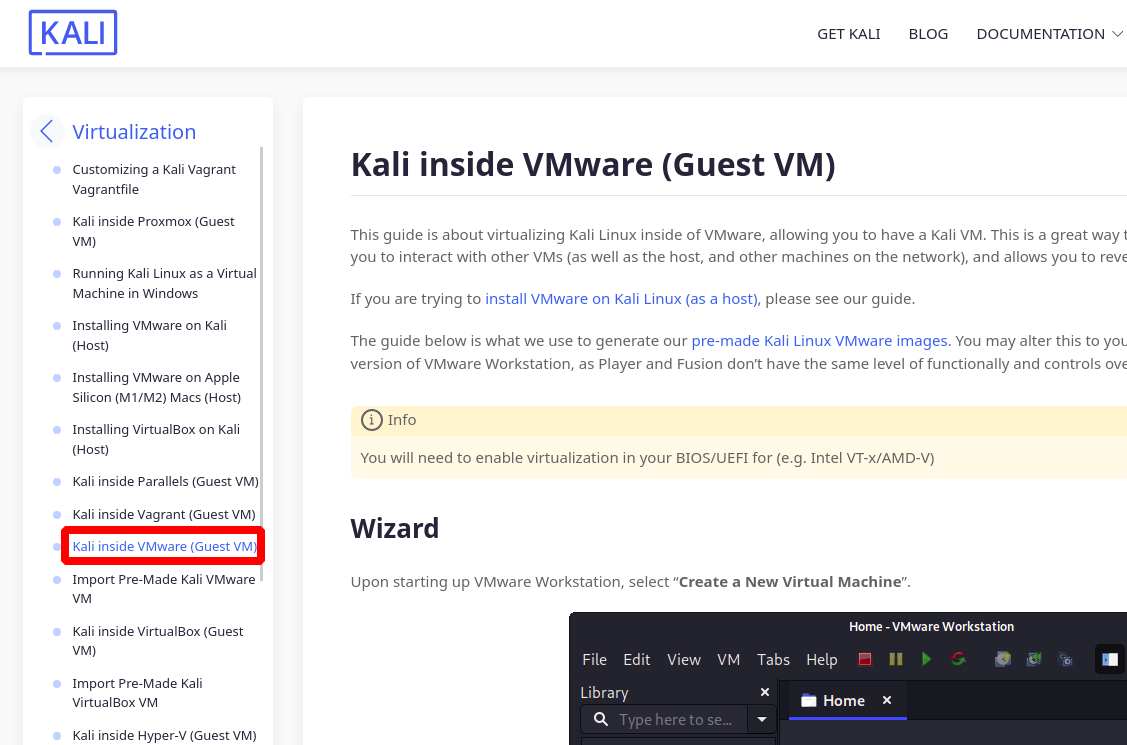 KALI
GET KALI
BLOG
DOCUMENTATION
Virtualization
Customizing a Kali Vagrant
Vagrantfile
Kali inside Proxmox (Guest
VM)
Running Kali Linux as a Virtual
Machine in Windows
Installing VMware on Kali
(Host)
Installing VMware on Apple
Silicon (M1/M2) Macs (Host)
Installing VirtualBox on Kali
(Host)
Kali inside Parallels (Guest VM)
Kali inside Vagrant (Guest VM)
Kali inside VMware (Guest VM)
Import Pre-Made Kali VMware
VM
Kali inside VirtualBox (Guest
VM)
Import Pre-Made Kali
VirtualBox VM
Kali inside Hyper-V (Guest VM)
Kali inside VMware (Guest VM)
This guide is about virtualizing Kali Linux inside of VMware, allowing you to have a Kali VM. This is a great way
you to interact with other VMs (as well as the host, and other machines on the network), and allows you to
If you are trying to install VMware on Kali Linux (as a host), please see our guide.
The guide below is what we use to generate our pre-made Kali Linux VMware images. You may alter this to
version of VMware Workstation, as Player and Fusion don’t have the same level of functionally and controls
Info
You will need to enable virtualization in your BIOS/UEFI for (e.g. Intel VT-x/AMD-V)
Wizard
Upon starting up VMware Workstation, select “Create a New Virtual Machine”.
Home - VMware Workstation
File Edit View VM Tabs Help
Library
Home
Type here to se...